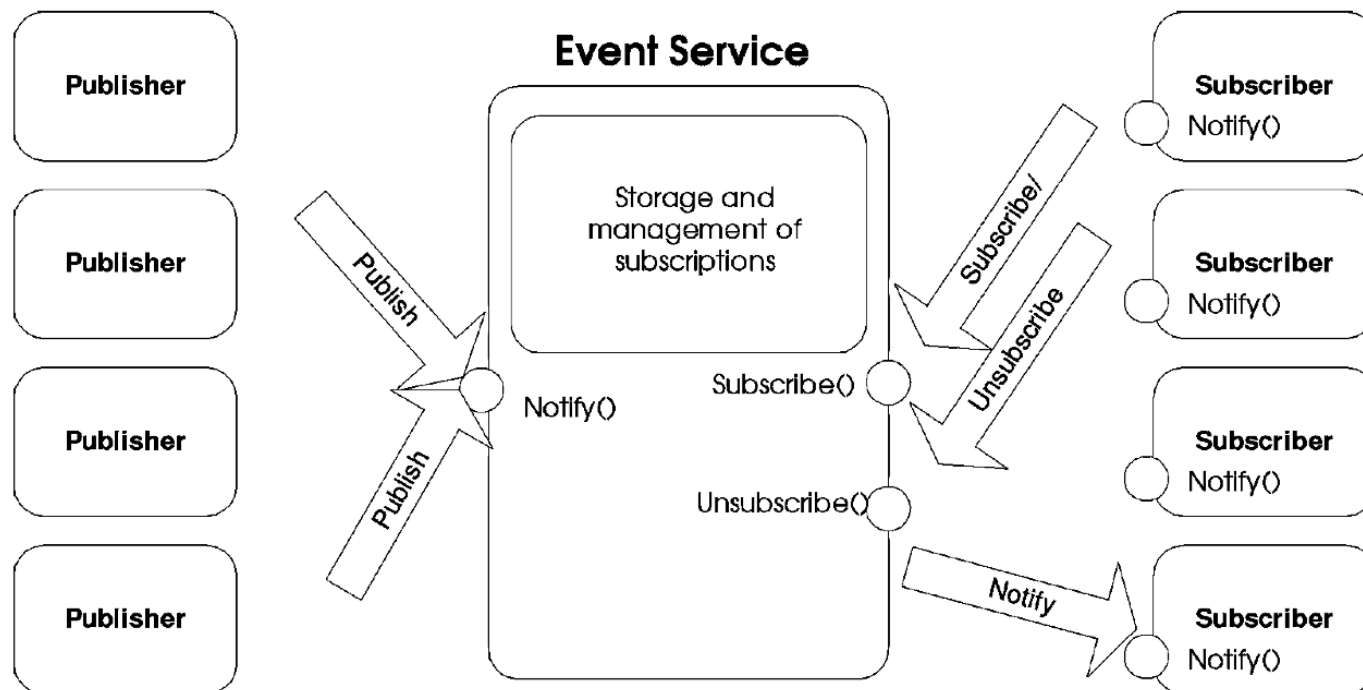 Publisher
Publisher
Publisher
Publisher
Event Service
Storage and
management of
subscriptions
Publish
Publish
Notify()
Subscribe()
Unsubscribe()
Subscribe/
Unsubscribe
Notify
Subscriber
Notify()
Subscriber
Notify()
Subscriber
Notify()
Subscriber
Notify()